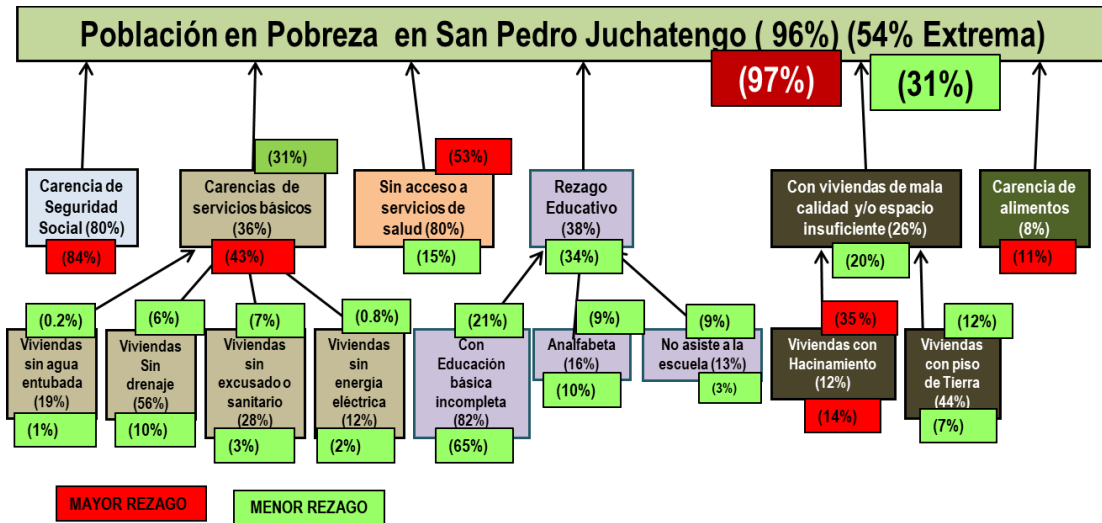 Población en Pobreza en San Pedro Juchatengo ( 96%) (54% Extrema)
(97%)
(31%)
(31%)
(53%)
Carencia de
Seguridad
Social (80%)
(84%)
Carencias de
servicios básicos
(36%)
(43%)
Sin acceso a
servicios de
salud (80%)
(15%)
Rezago
Educativo
(38%)
(34%)
Con viviendas de mala
calidad y/o espacio
insuficiente (26%)
(20%)
Carencia de
alimentos
(8%)
(11%)
(0.2%)
Viviendas
sin agua
entubada
(19%)
(1%)
(6%)
Viviendas
Sin
drenaje
(56%)
(10%)
(7%)
Viviendas
sin
excusado o
sanitario
(28%)
(3%)
(0.8%)
Viviendas
sin
energía
eléctrica
(12%)
(2%)
(21%)
Con
Educación
básica
incompleta
(82%)
(65%)
(9%)
Analfabeta
(16%)
(10%)
(9%)
No asiste a la
escuela (13%)
(3%)
(35 %)
Viviendas con
Hacinamiento
(12%)
(14%)
(12%)
Viviendas
con piso
de Tierra
(44%)
(7%)
MAYOR REZAGO
MENOR REZAGO